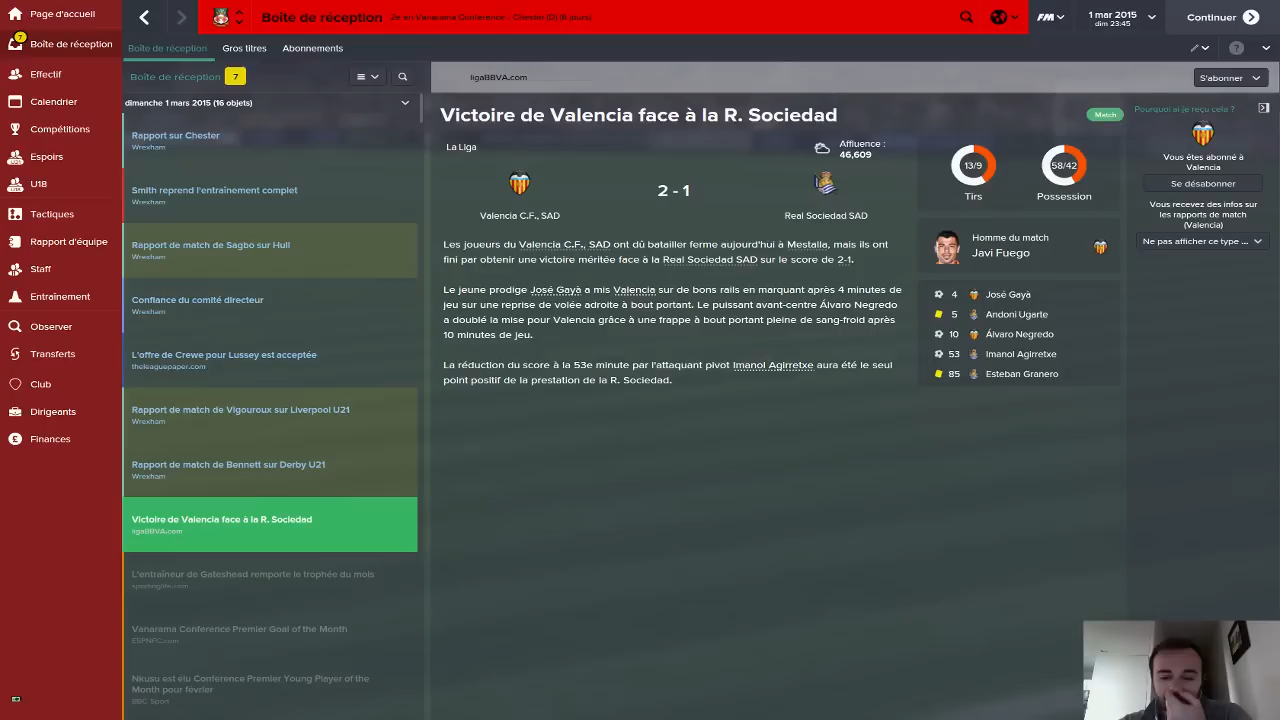 Page d'accueil
7
Boîte de réception
Effectif
Calendrier
Compétitions
Espoirs
U18
Tactiques
Rapport d'équipe
Staff
Entraînement
Observer
Transferts
Club
Dirigeants
Finances
Boîte de réception
2e en Vanarama Conference - Chester (D) (6 jours)
FM
1 mar 2015
dim 2:45
Continuer
Boîte de réception
Gros titres
Abonnements
?
Boîte de réception
7
dimanche 1 mars 2015 (16 objets)
Rapport sur Chester
Wrexham
Smith reprend l'entraînement complet
Wrexham
Rapport de match de Sagbo sur Hull
Wrexham
Confiance du comité directeur
Wrexham
L'offre de Crewe pour Lussey est acceptée
theleaguepaper.com
Rapport de match de Vigouroux sur Liverpool U21
Wrexham
Rapport de match de Bennett sur Derby U21
Wrexham
Victoire de Valencia face à la R. Sociedad
ligaBBVA.com
L'entraîneur de Gateshead remporte le trophée du mois
sportinglife.com
Vanarama Conference Premier Goal of the Month
ESPNFC.com
Nkusu est élu Conference Premier Young Player of the
Month pour février
BBC Sport
ligaBBVA.com
S'abonner
Victoire de Valencia face à la R. Sociedad
Match
La Liga
Affluence :
46,609
2 - 1
Valencia C.F., SAD
Real Sociedad SAD
Les joueurs du Valencia C.F., SAD ont dû batailler ferme aujourd'hui à Mestalla, mais ils ont
fini par obtenir une victoire méritée face à la Real Sociedad SAD sur le score de 2-1.
Le jeune prodige José Gayà a mis Valencia sur de bons rails en marquant après 4 minutes de
jeu sur une reprise de volée adroite à bout portant. Le puissant avant-centre Álvaro Negredo
a doublé la mise pour Valencia grâce à une frappe à bout portant pleine de sang-froid après
10 minutes de jeu.
La réduction du score à la 53e minute par l'attaquant pivot Imanol Agirretxe aura été le seul
point positif de la prestation de la R. Sociedad.
13/9
Tirs
58/42
Possession
Homme du match
Javi Fuego
4 José Gayà
5 Andoni Ugarte
10 Álvaro Negredo
53 Imanol Agirretxe
85 Esteban Granero
Pourquoi ai-je reçu cela ?
Vous êtes abonné à
Valencia
Se désabonner
Vous recevez des infos sur
les rapports de match
(Valencia)
Ne pas afficher ce type ...